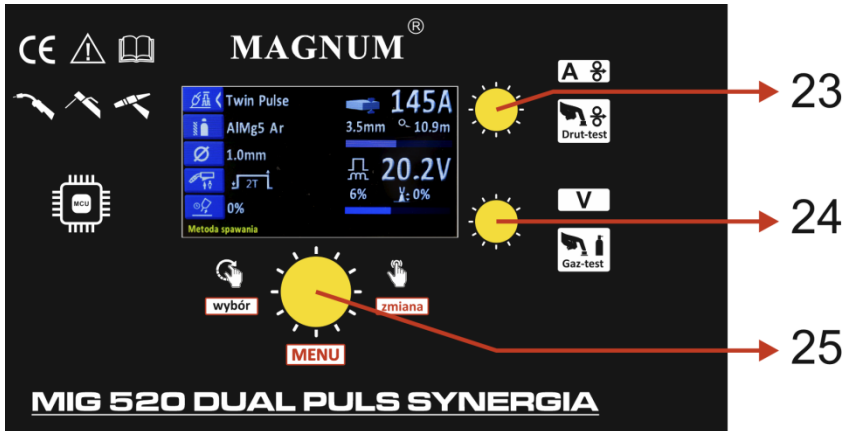 CE
MAGNUM®
A
23
Twin Pulse
145A
AlMg5 Ar
3.5mm
10.9m
Drut-test
1.0mm
20.2V
2T
6%
V: 0%
V
24
MCU
0%
Metoda spawania
Gaz-test
wybór
zmiana
25
MENU
MIG 520 DUAL PULS SYNERGIA